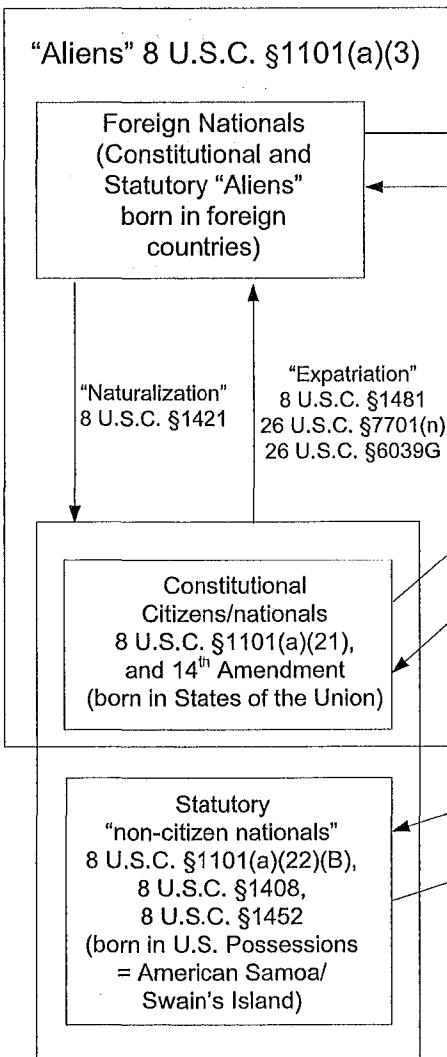 “Aliens” 8 U.S.C. §1101(a)(3)
Foreign Nationals
(Constitutional and
Statutory “Aliens”
born in foreign
countries)
“Naturalization”
8 U.S.C. §1421
“Expatriation”
8 U.S.C. §1481
26 U.S.C. §7701(n)
26 U.S.C. §6039G
Constitutional
Citizens/nationals
8 U.S.C. §1101(a)(21),
and 14th Amendment
(born in States of the Union)
Statutory
“non-citizen nationals”
8 U.S.C. §1101(a)(22)(B),
8 U.S.C. §1408,
8 U.S.C. §1452
(born in U.S. Possessions
= American Samoa/
Swain’s Island)